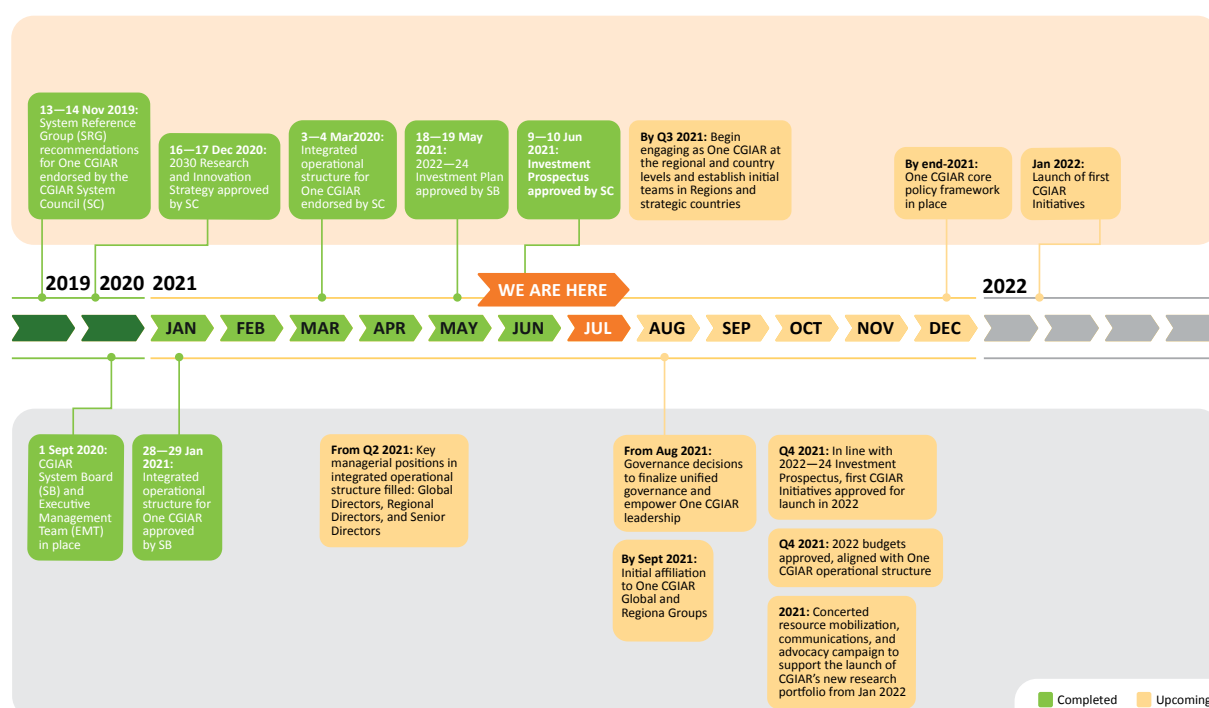 13—14 Nov 2019:
System Reference
Group (SRG)
recommendations
for One CGIAR
endorsed by the
CGIAR System
Council (SC)
16—17 Dec 2020:
2030 Research
and Innovation
Strategy approved
by SC
3—4 Mar2020:
Integrated
operational
structure for
One CGIAR
endorsed by SC
18—19 May
2021:
2022—24
Investment Plan
approved by SB
9—10 Jun
2021:
Investment
Prospectus
approved by SC
By Q3 2021: Begin
engaging as One CGIAR at
the regional and country
levels and establish initial
teams in Regions and
strategic countries
By end-2021:
One CGIAR core
policy framework
in place
Jan 2022:
Launch of first
CGIAR
Initiatives
2019 2020 2021
WE ARE HERE
2022
JAN FEB MAR APR MAY JUN JUL AUG SEP OCT NOV DEC
1 Sept 2020:
CGIAR
System Board
(SB) and
Executive
Management
Team (EMT)
in place
28—29 Jan
2021:
Integrated
operational
structure for
One CGIAR
approved
by SB
From Q2 2021: Key
managerial positions in
integrated operational
structure filled: Global
Directors, Regional
Directors, and Senior
Directors
From Aug 2021:
Governance decisions
to finalize unified
governance and
empower One CGIAR
leadership
By Sept 2021:
Initial affiliation
to One CGIAR
Global and
Regiona Groups
Q4 2021: In line with
2022—24 Investment
Prospectus, first CGIAR
Initiatives approved for
launch in 2022
Q4 2021: 2022 budgets
approved, aligned with One
CGIAR operational structure
2021: Concerted
resource mobilization,
communications, and
advocacy campaign to
support the launch of
CGIAR's new research
portfolio from Jan 2022
Completed Upcoming